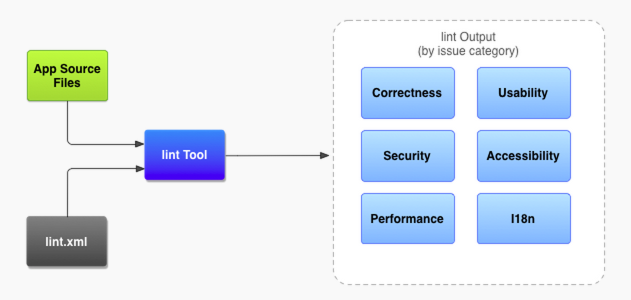 App Source
Files
lint.xml
lint Tool
lint Output
(by issue category)
Correctness
Usability
Security
Accessibility
Performance
I18n